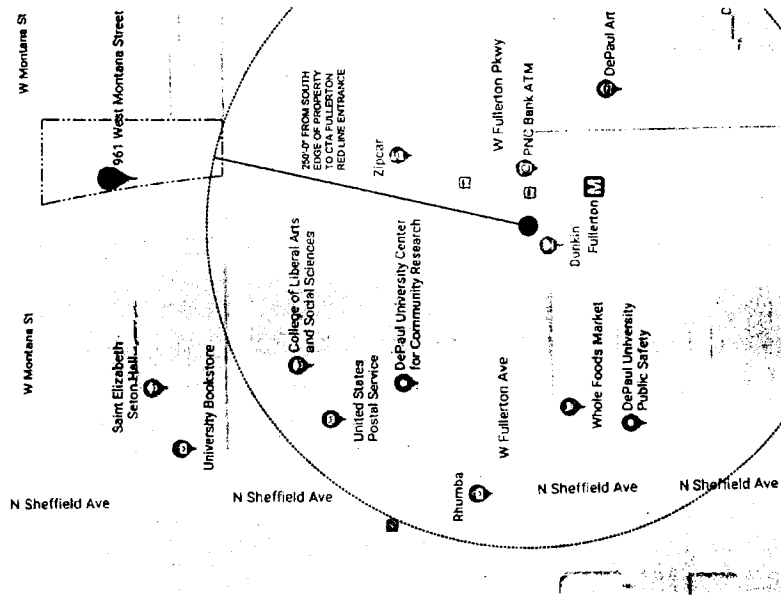 W Montana St
W Montana St
961 West Montana Street
Saint Elizabeth
Seton Hall
University Bookstore
N Sheffield Ave
N Sheffield Ave
250'-0" FROM SOUTH
EDGE OF PROPERTY
TO CTA FULLERTON
RED LINE ENTRANCE
College of Liberal Arts
and Social Sciences
United States
Postal Service
Zipcar
DePaul University Center
for Community Research
W Fullerton Pkwy
PNC Bank ATM
W Fullerton Ave
Rhumba
Dunkin
Fullerton
M
DePaul Art
Whole Foods Market
DePaul University
Public Safety
N Sheffield Ave
N Sheffield Ave